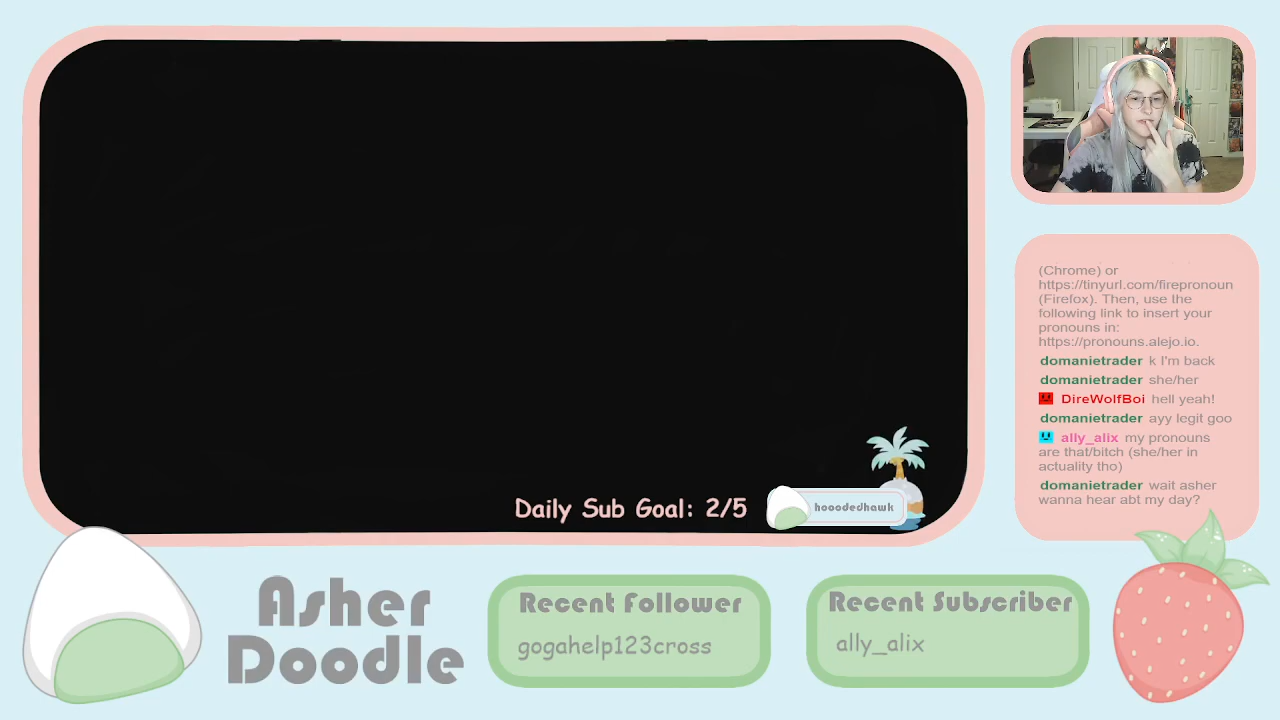 Daily Sub Goal: 2/5
hooodedhawk
(Chrome) or
https://tinyurl.com/firepronoun
(Firefox). Then, use the
following link to insert your
pronouns in:
https://pronouns.alejo.io.
domanietrader k I'm back
domanietrader she/her
DireWolfBoi hell yeah!
domanietrader ayy legit goo
ally_alix my pronouns
are that/bitch (she/her in
actuality tho)
domanietrader wait asher
wanna hear abt my day?
Asher
Doodle
Recent Follower
gogahelp123cross
Recent Subscriber
ally_alix